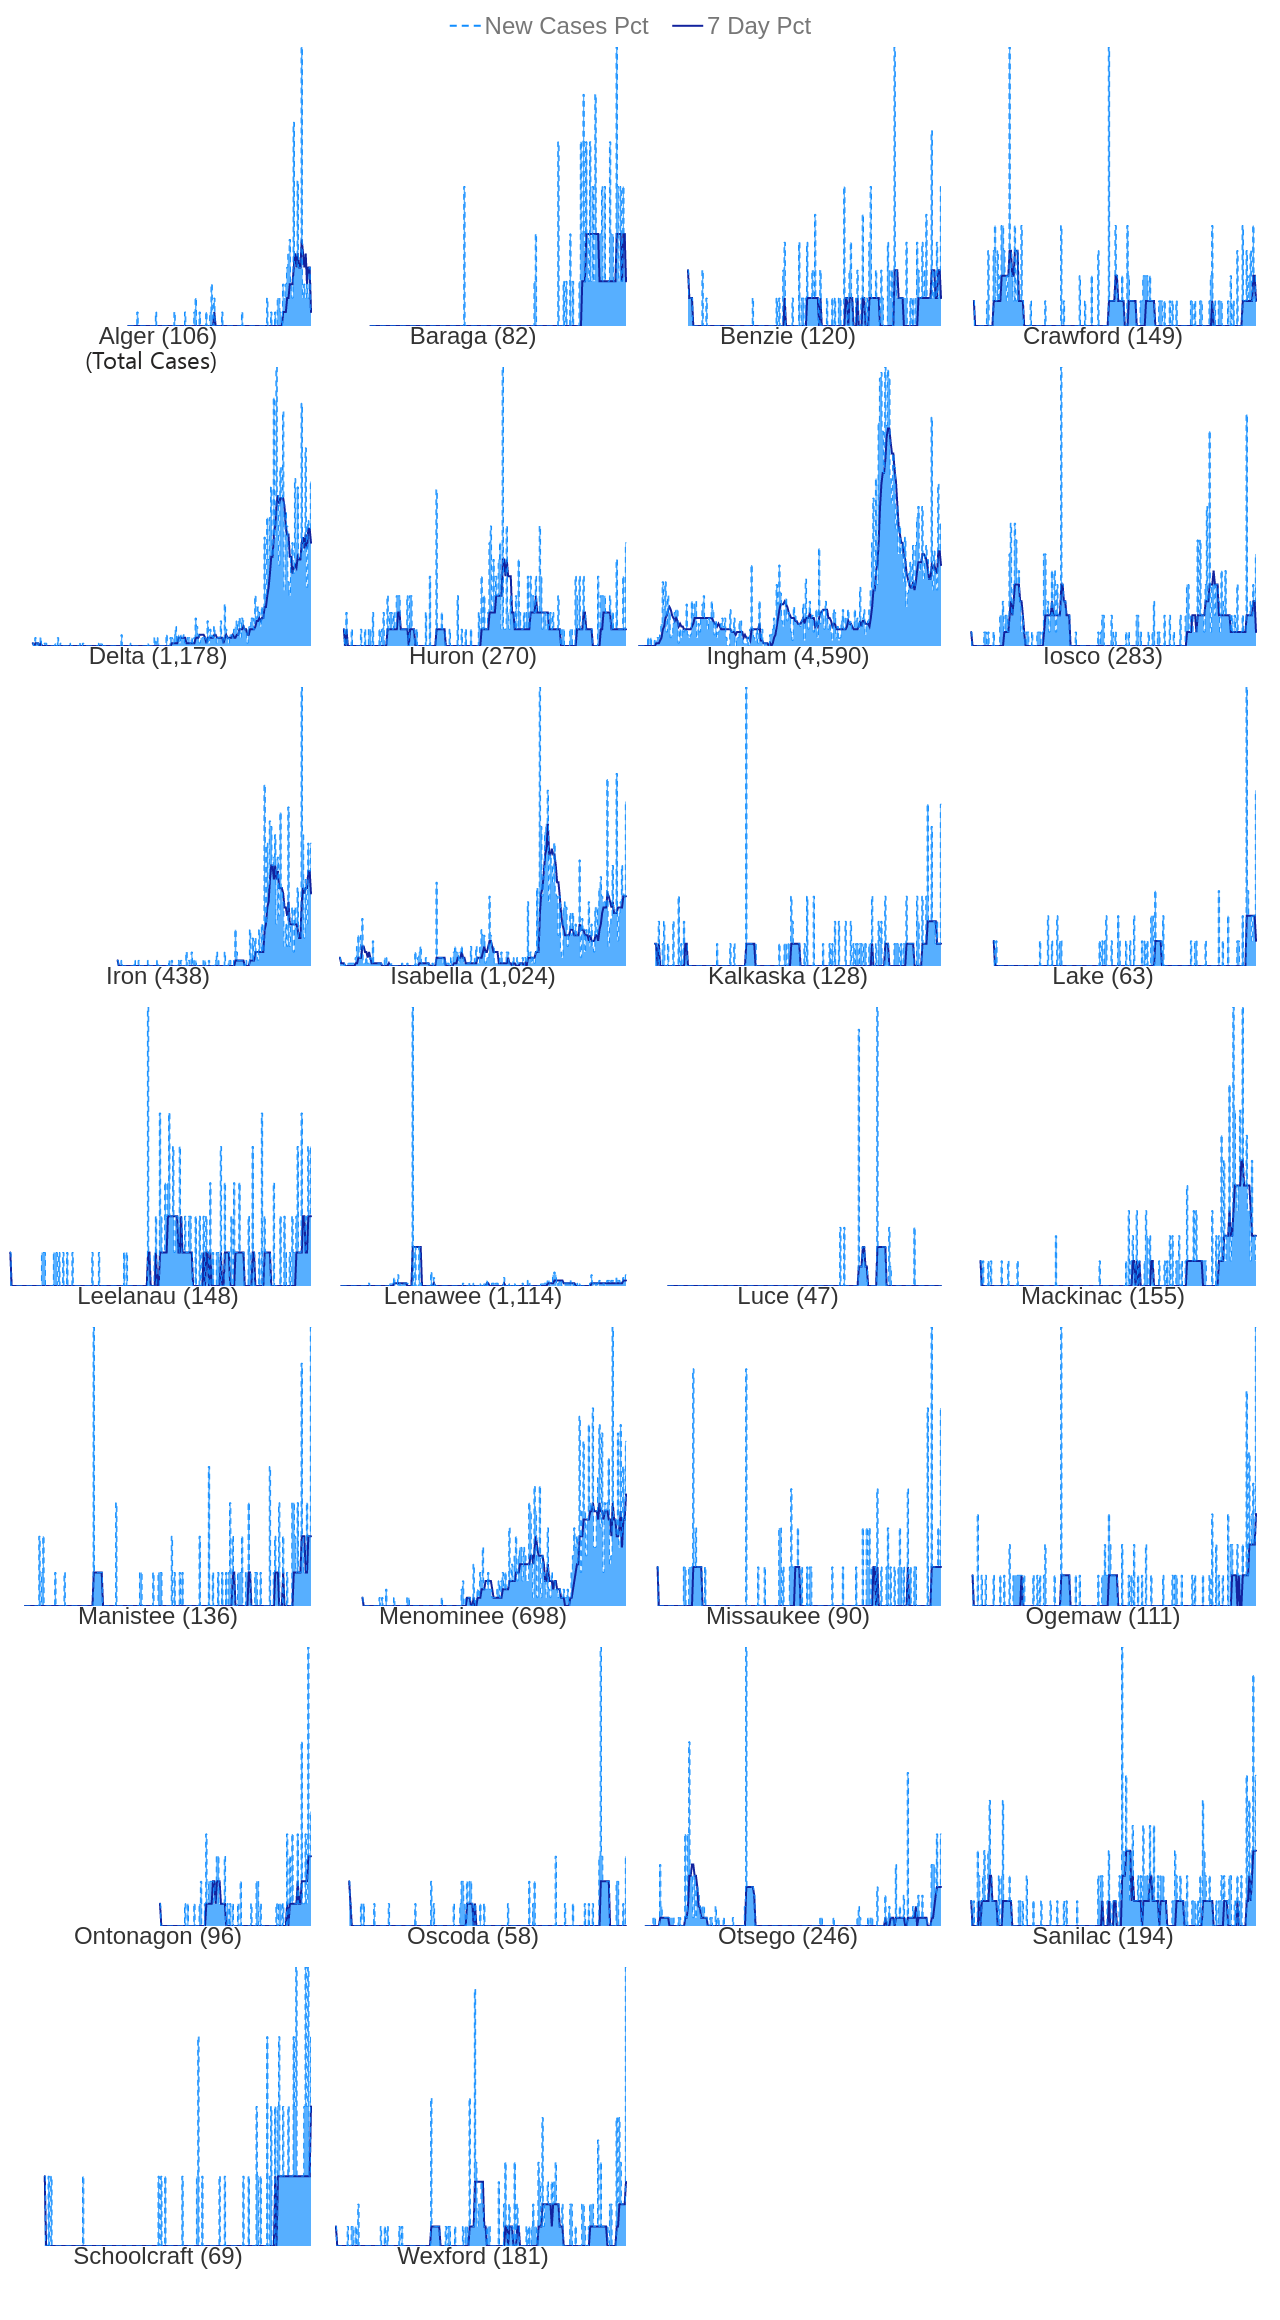 New Cases Pct 7 Day Pct
Alger (106) Baraga (82) Benzie (120) Crawford (149)
(Total Cases)
Delta (1,178) Huron (270) Ingham (4,590) Iosco (283)
Iron (438) Isabella (1,024) Kalkaska (128) Lake (63)
Leelanau (148) Lenawee (1,114) Luce (47) Mackinac (155)
Manistee (136) Menominee (698) Missaukee (90) Ogemaw (111)
Ontonagon (96) Oscoda (58) Otsego (246) Sanilac (194)
Schoolcraft (69) Wexford (181)